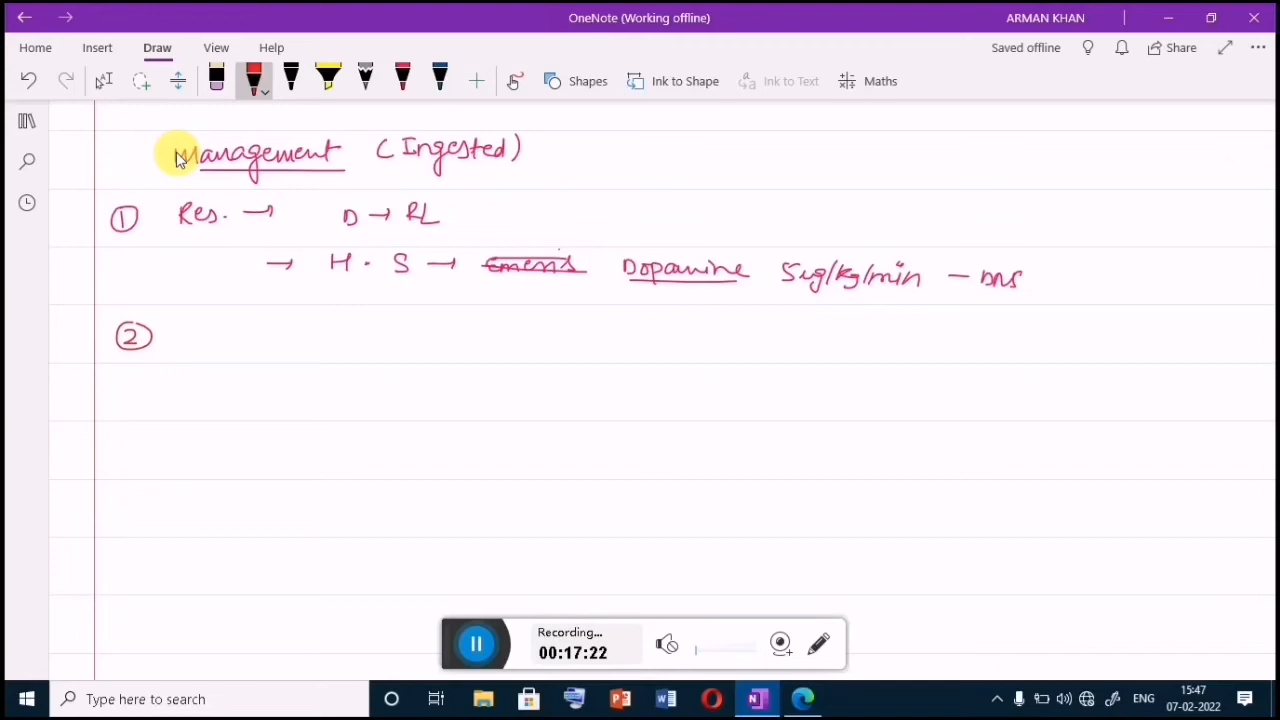 OneNote (Working offline)
ARMAN KHAN
Home Insert Draw View Help
Saved offline
Share
Shapes
Ink to Shape
Ink to Text
Maths
Management (Ingested)
① Res. → D → RL
→ H. S → Dopamine 5ug/kg/min - DNS
②
Recording...
00:17:22
Type here to search
ENG
15:47
07-02-2022